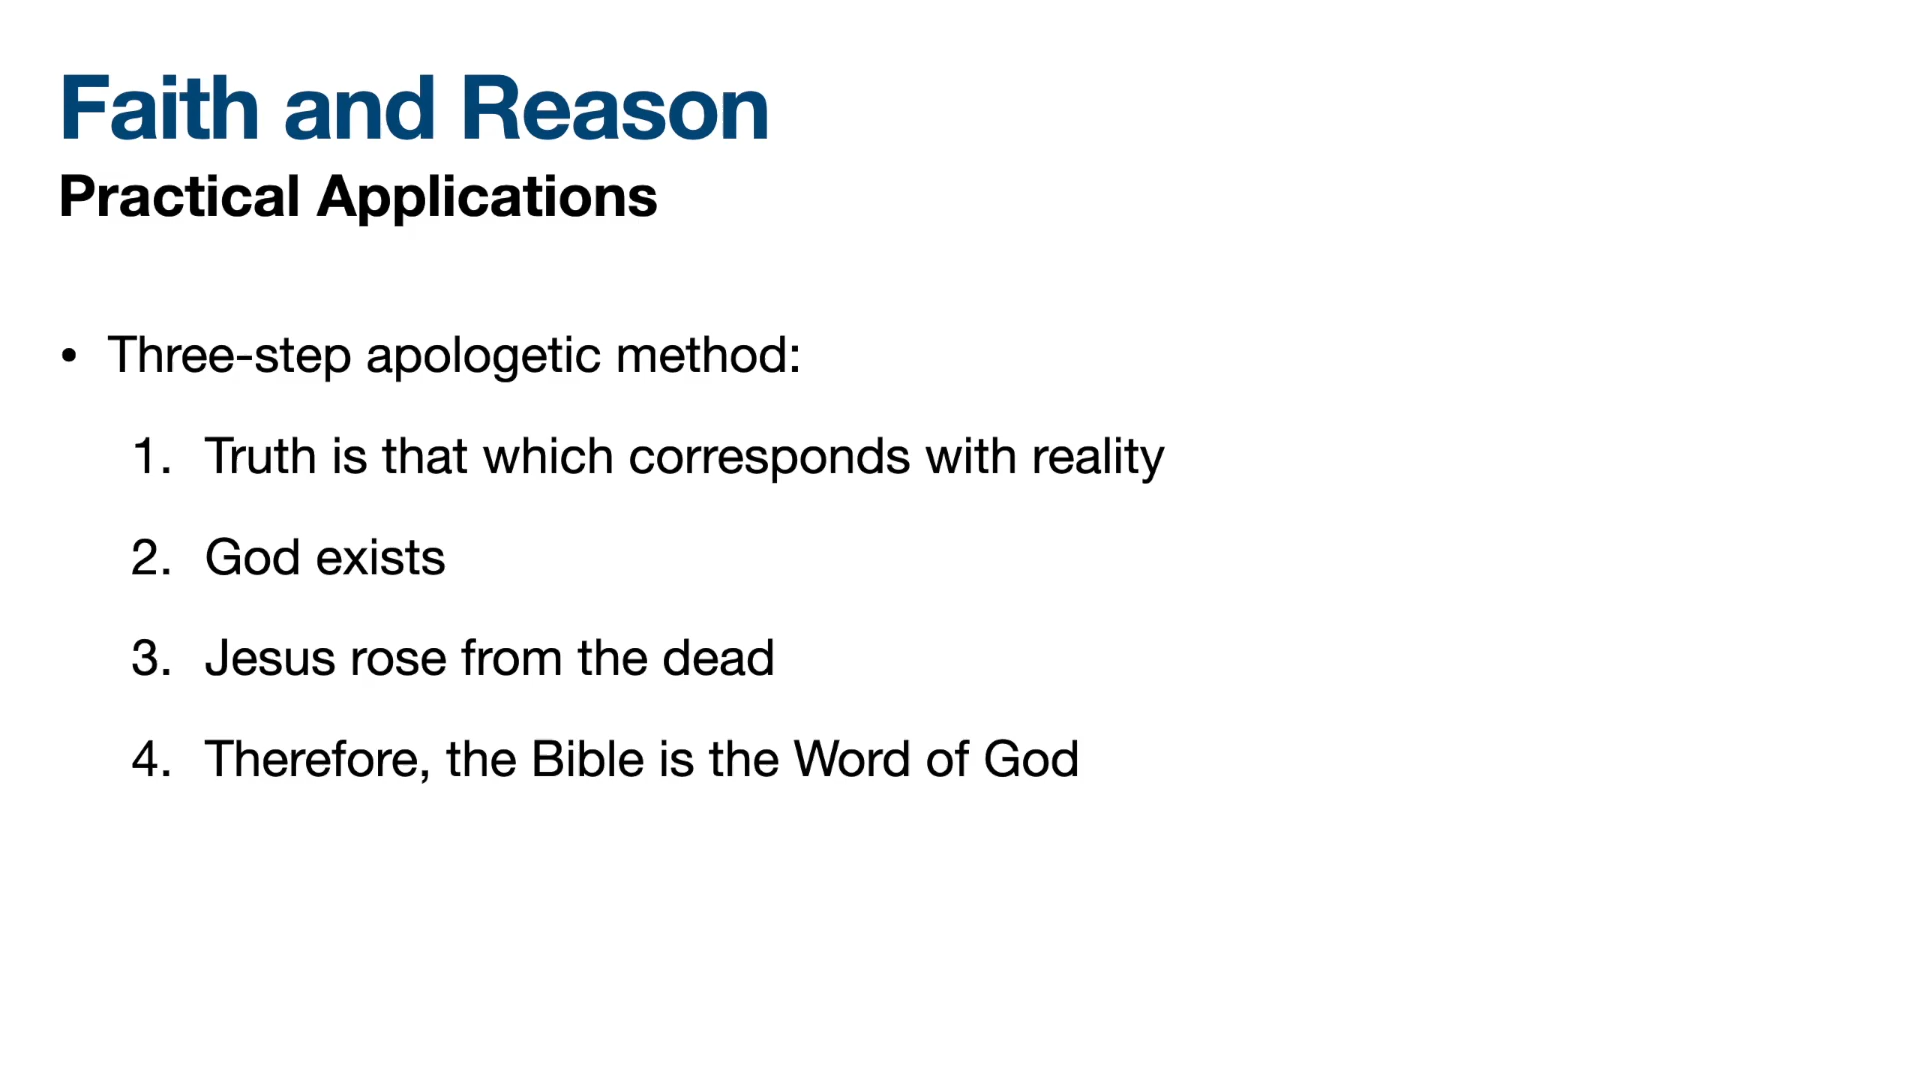 Faith and Reason
Practical Applications
• Three-step apologetic method:
1. Truth is that which corresponds with reality
2. God exists
3. Jesus rose from the dead
4. Therefore, the Bible is the Word of God